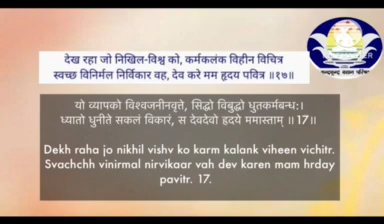 देख रहा जो निखिल-विश्व को, कर्मकलंक विहीन विचित्र
स्वच्छ विनिर्मल निर्विकार वह, देव करे मम हृदय पवित्र ॥१७॥
यो व्यापको विश्वजनीनवृत्ते, सिद्धो विबुद्धो धुतकर्मबन्धः।
ध्यातो धुनीते सकलं विकारं, स देवदेवो हृदये ममास्ताम् ॥ 17॥
Dekh raha jo nikhil vishv ko karm kalank viheen vichitr.
Svachchh vinirmal nirvikaar vah dev karen mam hrday
pavitr. 17.